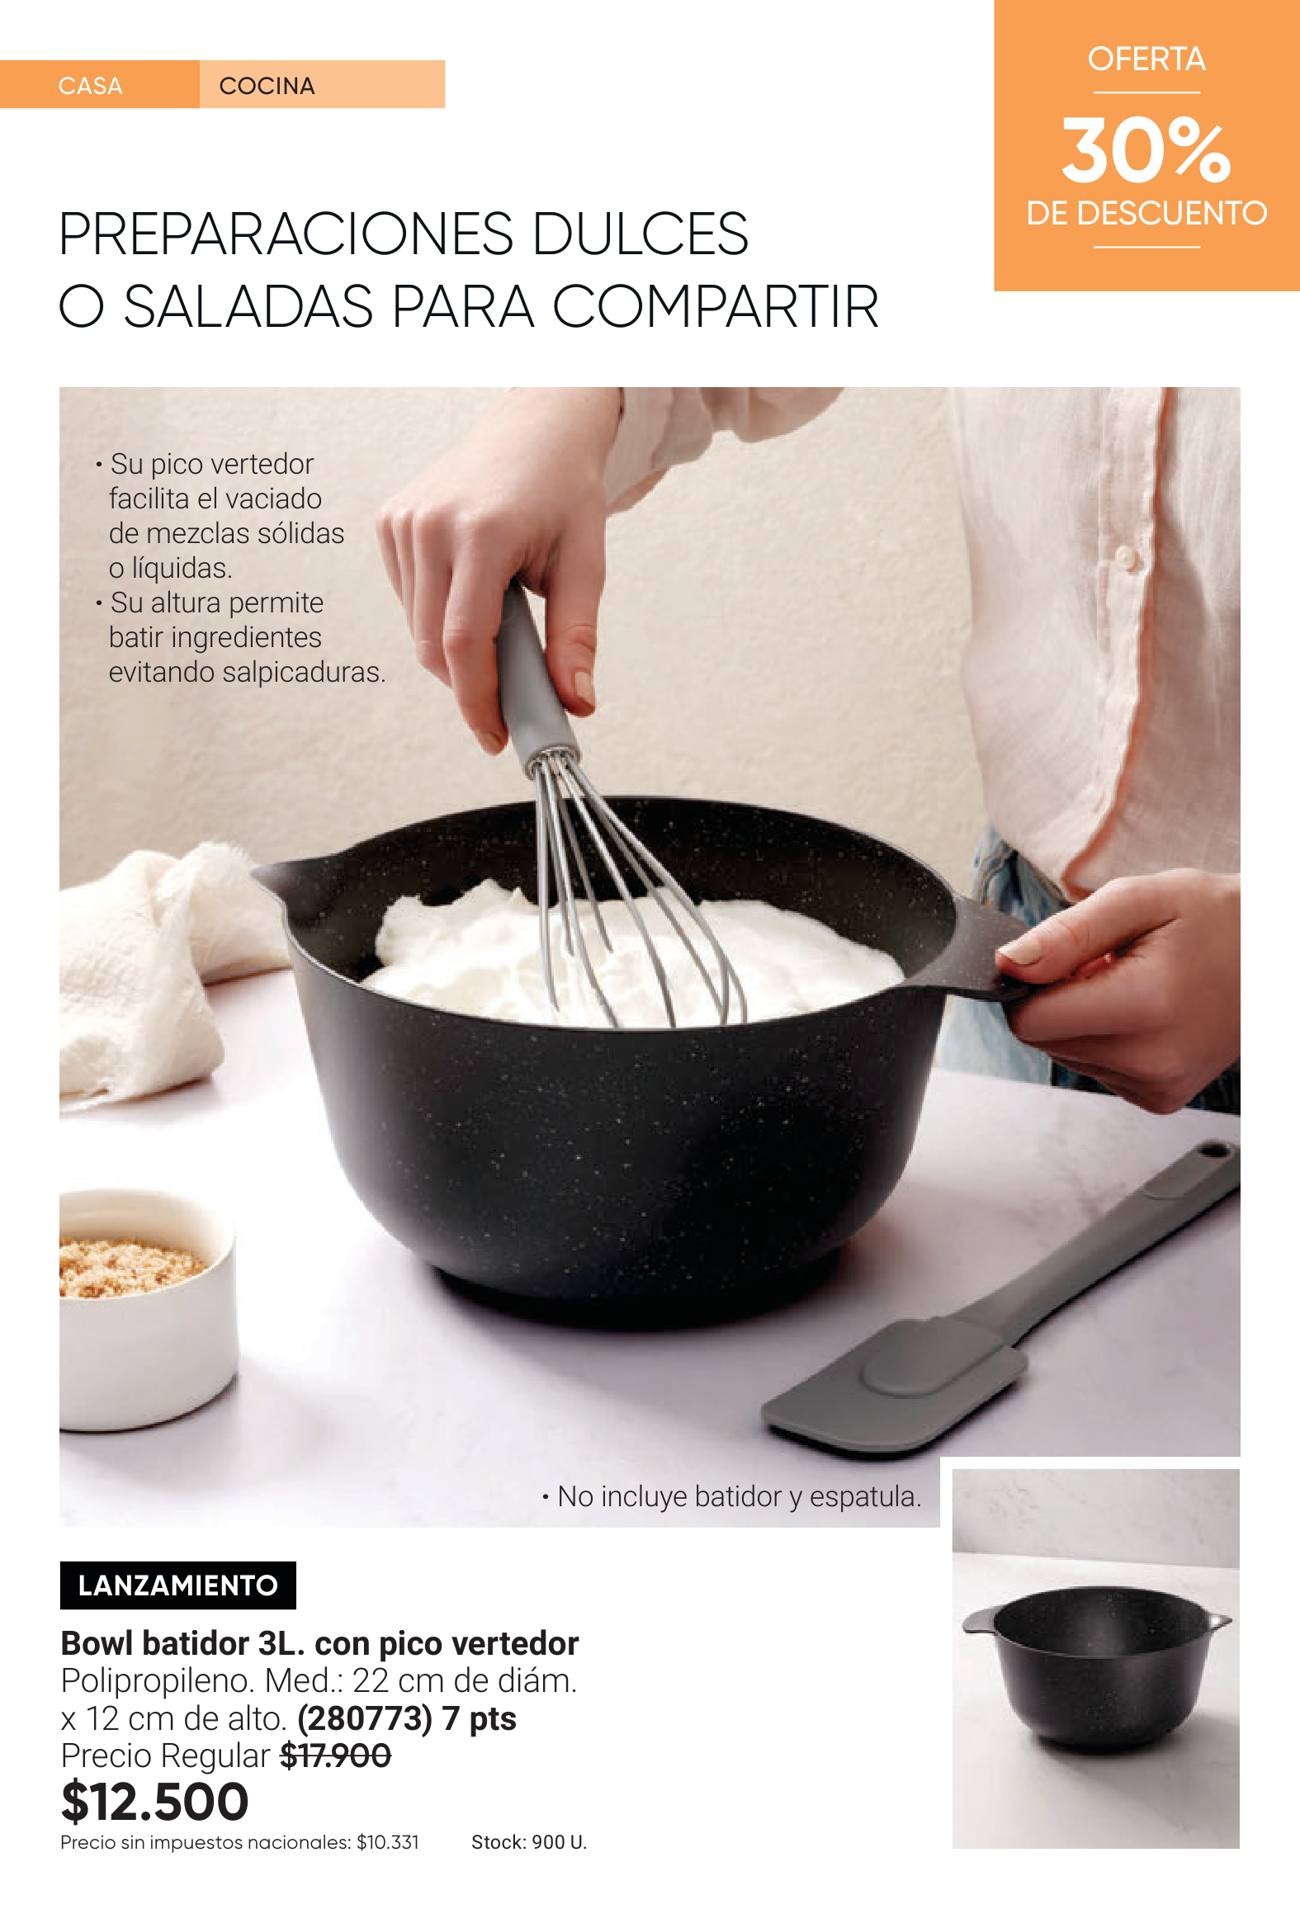 CASA COCINA
OFERTA
30%
DE DESCUENTO
PREPARACIONES DULCES
O SALADAS PARA COMPARTIR
• Su pico vertedor
facilita el vaciado
de mezclas sólidas
o líquidas.
• Su altura permite
batir ingredientes
evitando salpicaduras.
• No incluye batidor y espatula.
LANZAMIENTO
Bowl batidor 3L. con pico vertedor
Polipropileno. Med.: 22 cm de diám.
x 12 cm de alto. (280773) 7 pts
Precio Regular $17.900
$12.500
Precio sin impuestos nacionales: $10.331 Stock: 900 U.